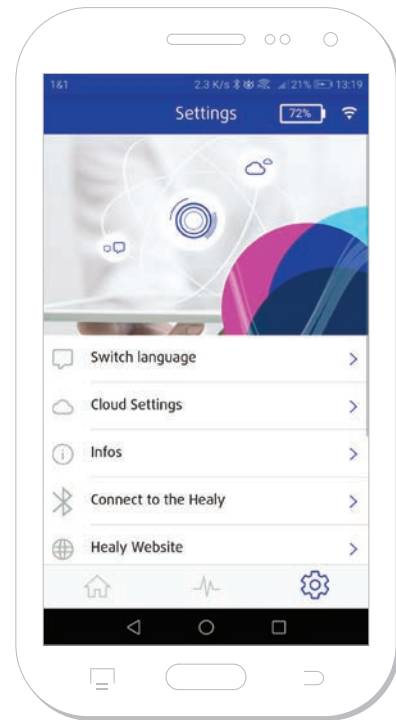 1&1 2.3 K/s 21% 13:19
Settings 72%
Switch language
Cloud Settings
Infos
Connect to the Healy
Healy Website